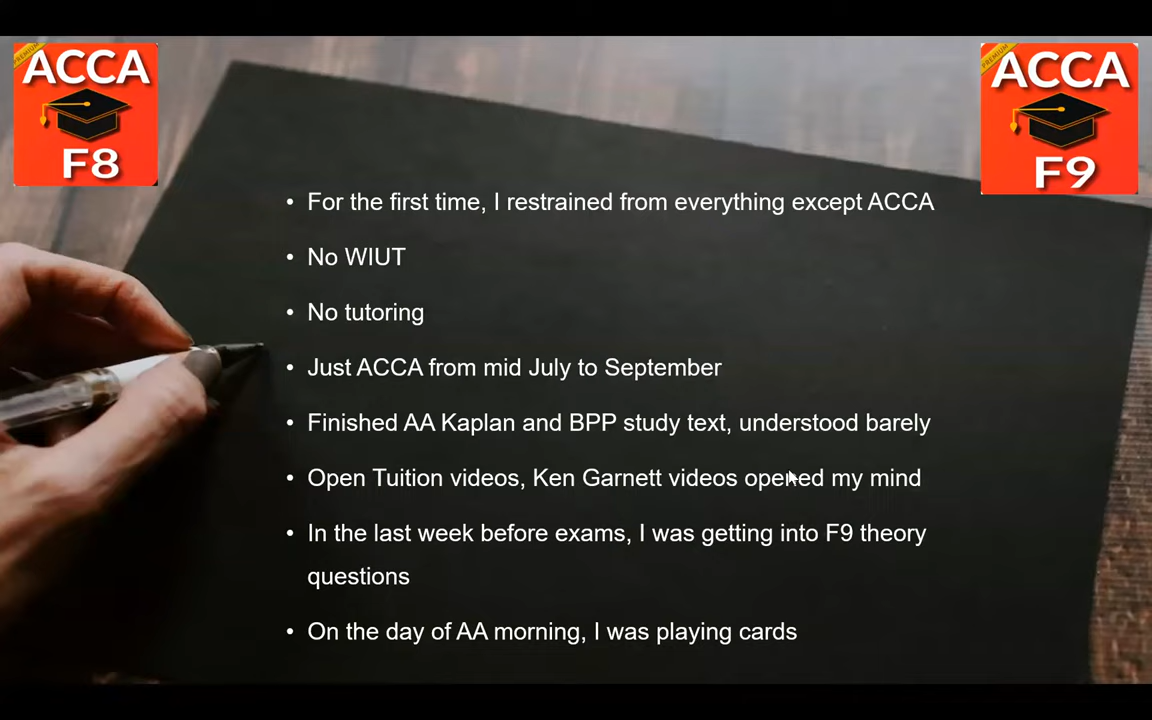 PREMIUM
ACCA
F8
PREMIUM
ACCA
F9
• For the first time, I restrained from everything except ACCA
• No WIUT
• No tutoring
• Just ACCA from mid July to September
• Finished AA Kaplan and BPP study text, understood barely
• Open Tuition videos, Ken Garnett videos opened my mind
• In the last week before exams, I was getting into F9 theory
questions
• On the day of AA morning, I was playing cards